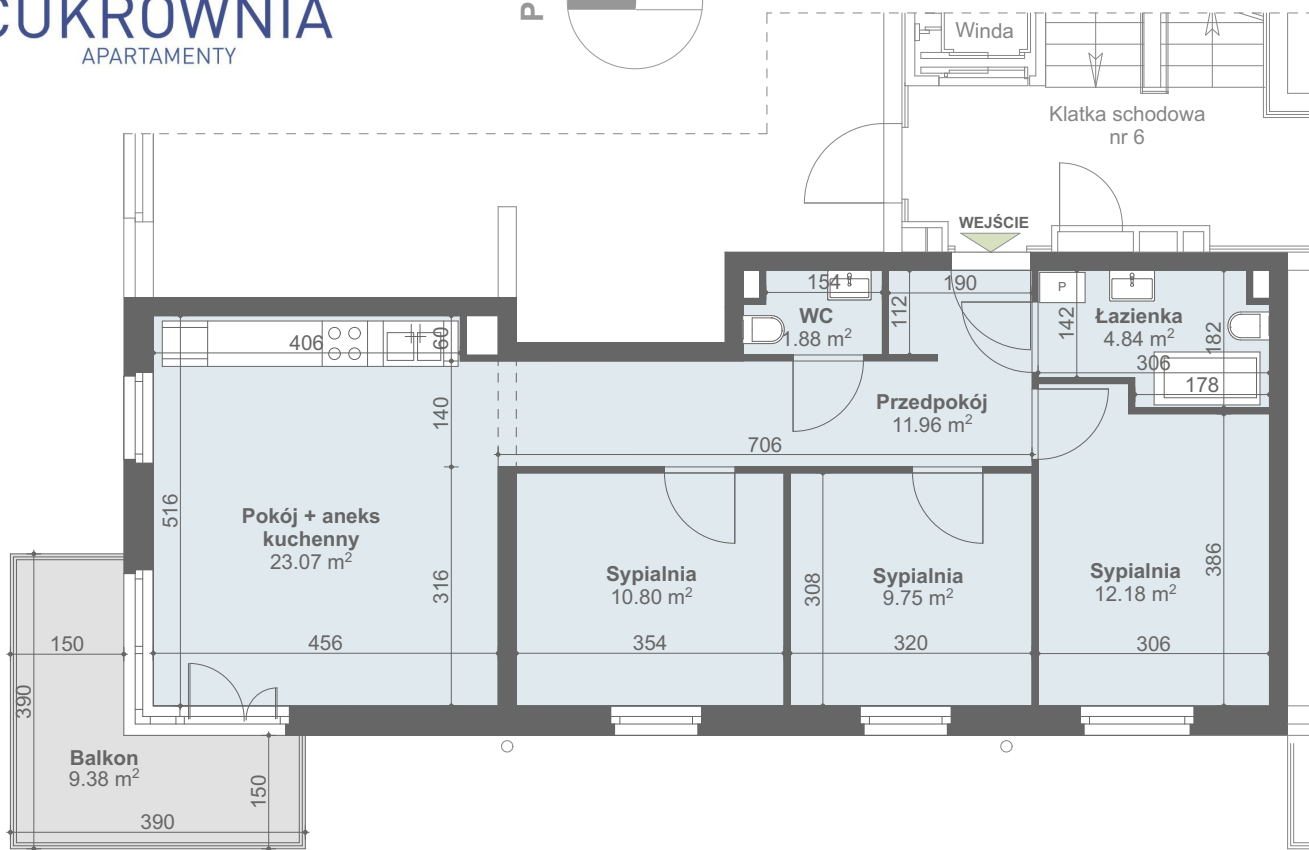 CUKROWNIA
APARTAMENTY
P
Winda
Klatka schodowa
nr 6
WEJŚCIE
154
190
P
WC
1.88 m²
112
142
Łazienka
4.84 m²
182
306
178
406
60
140
Przedpokój
11.96 m²
706
516
Pokój + aneks
kuchenny
23.07 m²
316
456
Sypialnia
10.80 m²
354
308
Sypialnia
9.75 m²
320
Sypialnia
12.18 m²
386
306
150
390
Balkon
9.38 m²
150
390